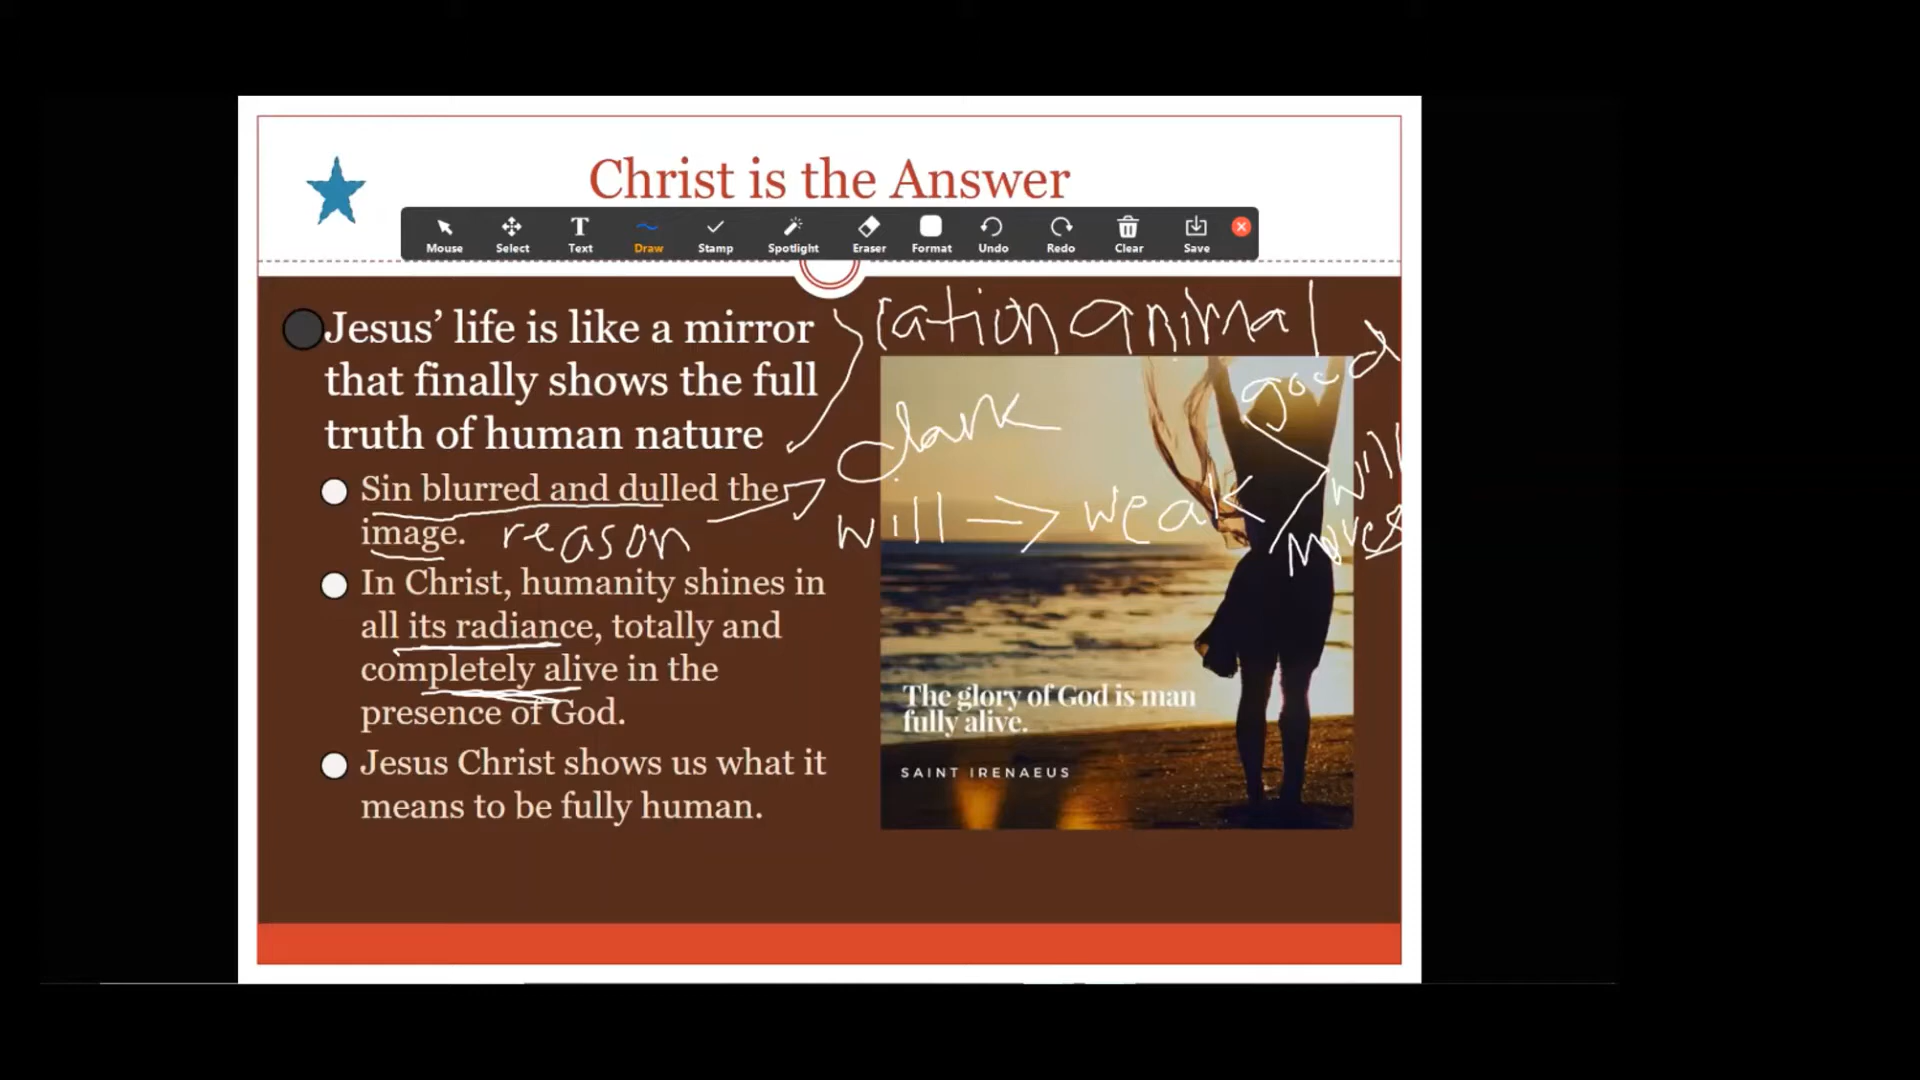 Christ is the Answer
Mouse Select Text Draw Stamp Spotlight Eraser Format Undo Redo Clear Save
Jesus’ life is like a mirror
that finally shows the full
truth of human nature
Sin blurred and dulled the
image.
In Christ, humanity shines in
all its radiance, totally and
completely alive in the
presence of God.
Jesus Christ shows us what it
means to be fully human.
ration animal
good
dark
reason
will → weak
will
moves
The glory of God is man
fully alive.
SAINT IRENAEUS